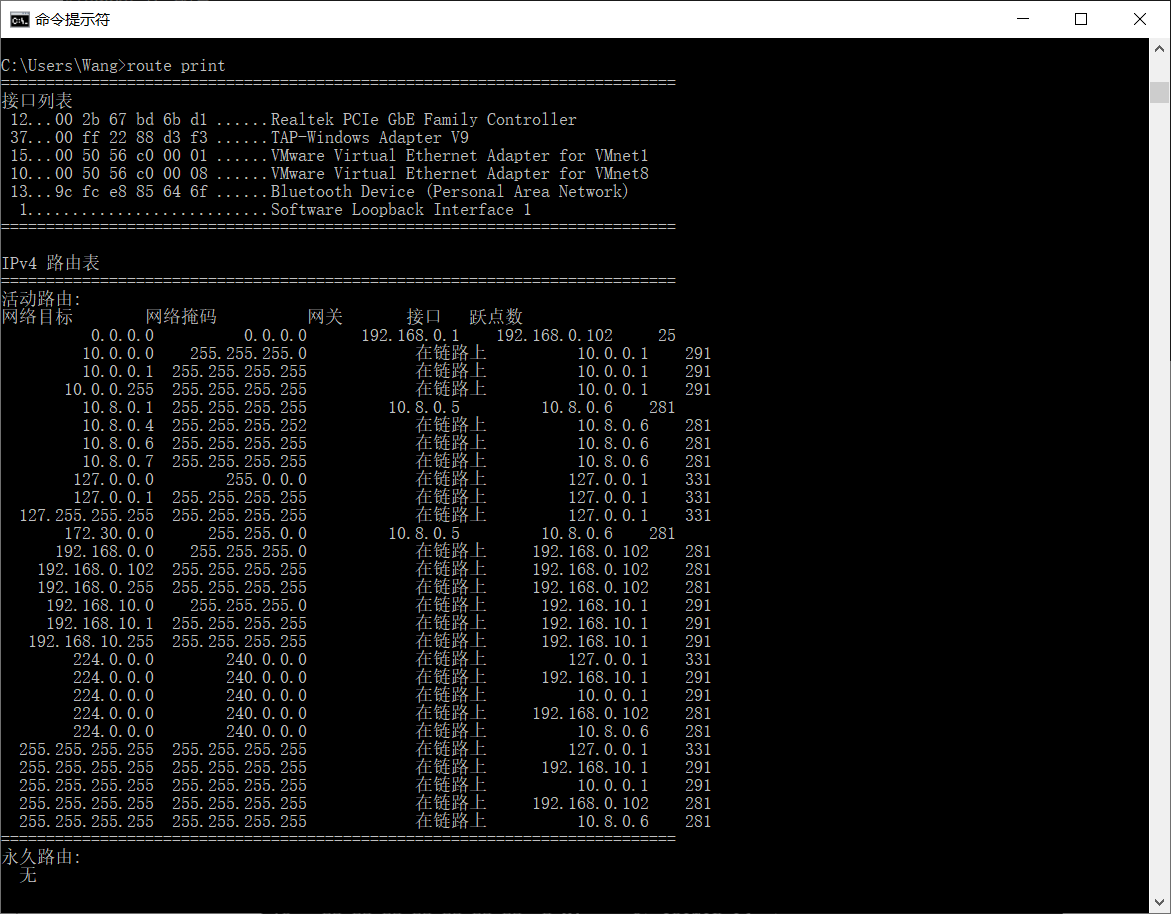 命令提示符
C:\Users\Wang>route print
===========================================================================
接口列表
 12...00 2b 67 bd 6b d1 ......Realtek PCIe GbE Family Controller
 37...00 ff 22 88 d3 f3 ......TAP-Windows Adapter V9
 15...00 50 56 c0 00 01 ......VMware Virtual Ethernet Adapter for VMnet1
 10...00 50 56 c0 00 08 ......VMware Virtual Ethernet Adapter for VMnet8
 13...9c fc e8 85 64 6f ......Bluetooth Device (Personal Area Network)
  1...........................Software Loopback Interface 1
===========================================================================
IPv4 路由表
===========================================================================
活动路由:
网络目标        网络掩码          网关       接口   跃点数
          0.0.0.0          0.0.0.0      192.168.0.1    192.168.0.102     25
         10.0.0.0    255.255.255.0            在链路上          10.0.0.1    291
         10.0.0.1  255.255.255.255            在链路上          10.0.0.1    291
       10.0.0.255  255.255.255.255            在链路上          10.0.0.1    291
         10.8.0.1  255.255.255.255         10.8.0.5         10.8.0.6    281
         10.8.0.4  255.255.255.252            在链路上          10.8.0.6    281
         10.8.0.6  255.255.255.255            在链路上          10.8.0.6    281
         10.8.0.7  255.255.255.255            在链路上          10.8.0.6    281
        127.0.0.0        255.0.0.0            在链路上         127.0.0.1    331
        127.0.0.1  255.255.255.255            在链路上         127.0.0.1    331
  127.255.255.255  255.255.255.255            在链路上         127.0.0.1    331
       172.30.0.0      255.255.0.0         10.8.0.5         10.8.0.6    281
      192.168.0.0    255.255.255.0            在链路上     192.168.0.102    281
    192.168.0.102  255.255.255.255            在链路上     192.168.0.102    281
    192.168.0.255  255.255.255.255            在链路上     192.168.0.102    281
     192.168.10.0    255.255.255.0            在链路上      192.168.10.1    291
     192.168.10.1  255.255.255.255            在链路上      192.168.10.1    291
   192.168.10.255  255.255.255.255            在链路上      192.168.10.1    291
        224.0.0.0        240.0.0.0            在链路上         127.0.0.1    331
        224.0.0.0        240.0.0.0            在链路上      192.168.10.1    291
        224.0.0.0        240.0.0.0            在链路上          10.0.0.1    291
        224.0.0.0        240.0.0.0            在链路上     192.168.0.102    281
        224.0.0.0        240.0.0.0            在链路上          10.8.0.6    281
  255.255.255.255  255.255.255.255            在链路上         127.0.0.1    331
  255.255.255.255  255.255.255.255            在链路上      192.168.10.1    291
  255.255.255.255  255.255.255.255            在链路上          10.0.0.1    291
  255.255.255.255  255.255.255.255            在链路上     192.168.0.102    281
  255.255.255.255  255.255.255.255            在链路上          10.8.0.6    281
===========================================================================
永久路由:
  无